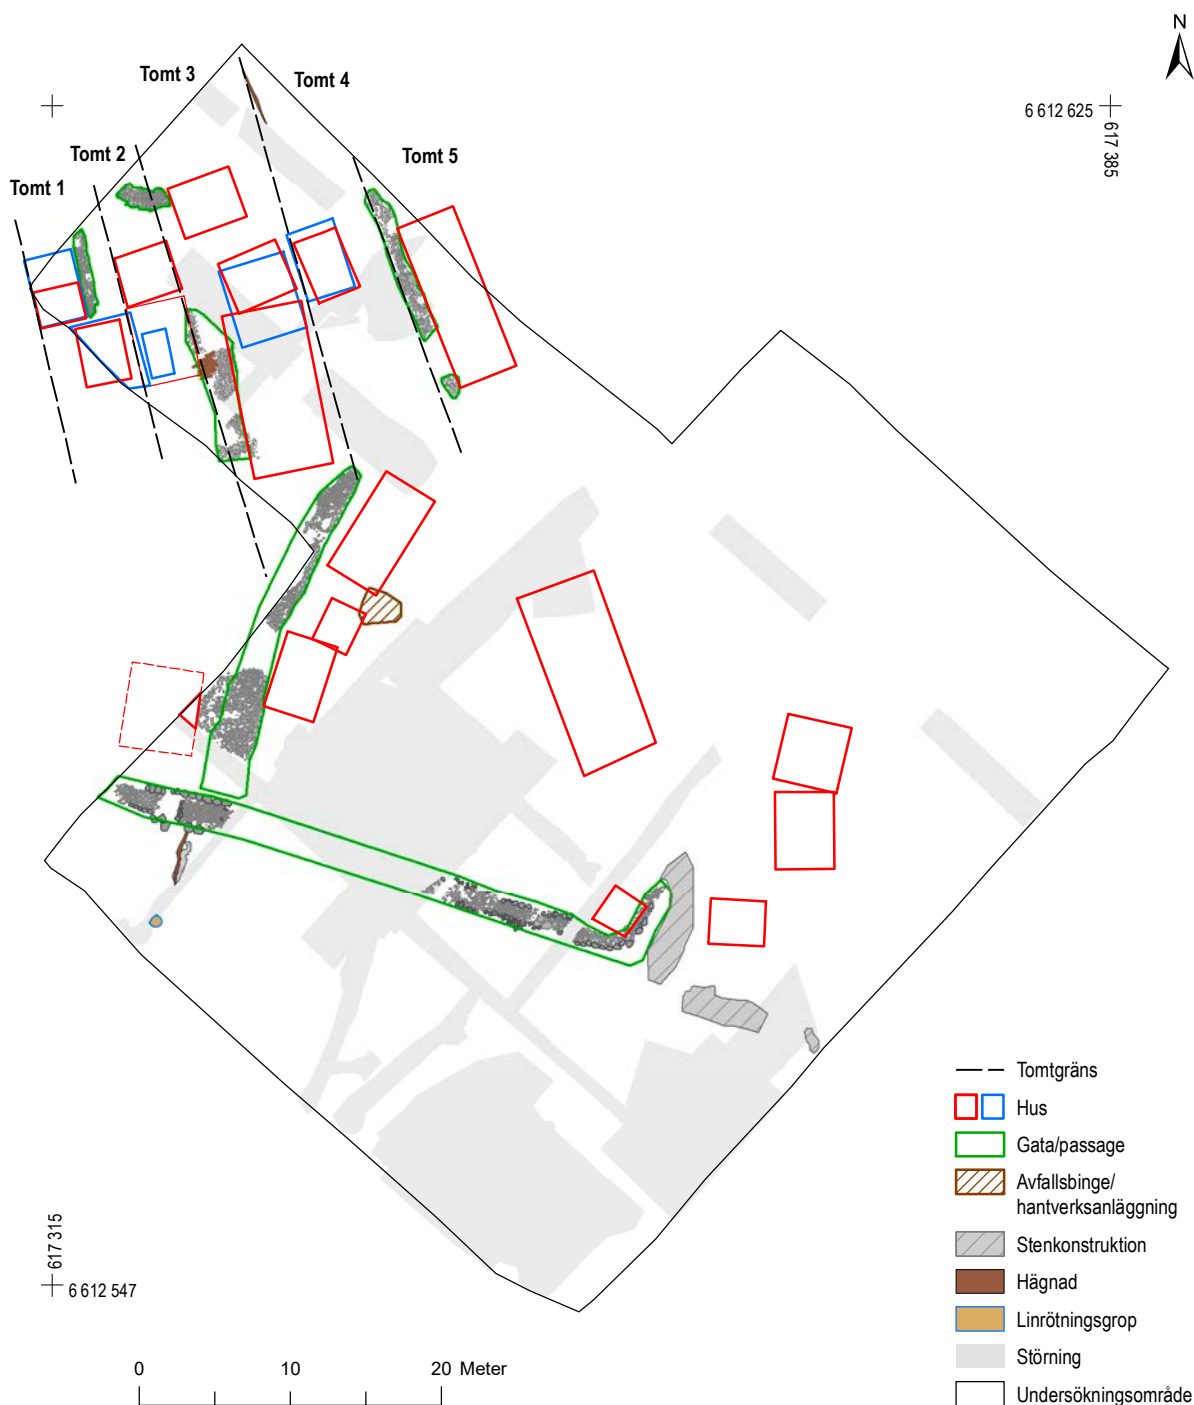 N
Tomt 3
Tomt 4
6 612 625
617 385
Tomt 2
Tomt 5
Tomt 1
Tomtgräns
Hus
Gata/passage
Avfallsbinge/
hantverksanläggning
Stenkonstruktion
Hägnad
Linrötningsgrop
Störning
Undersökningsområde
617 315
6 612 547
0 10 20 Meter